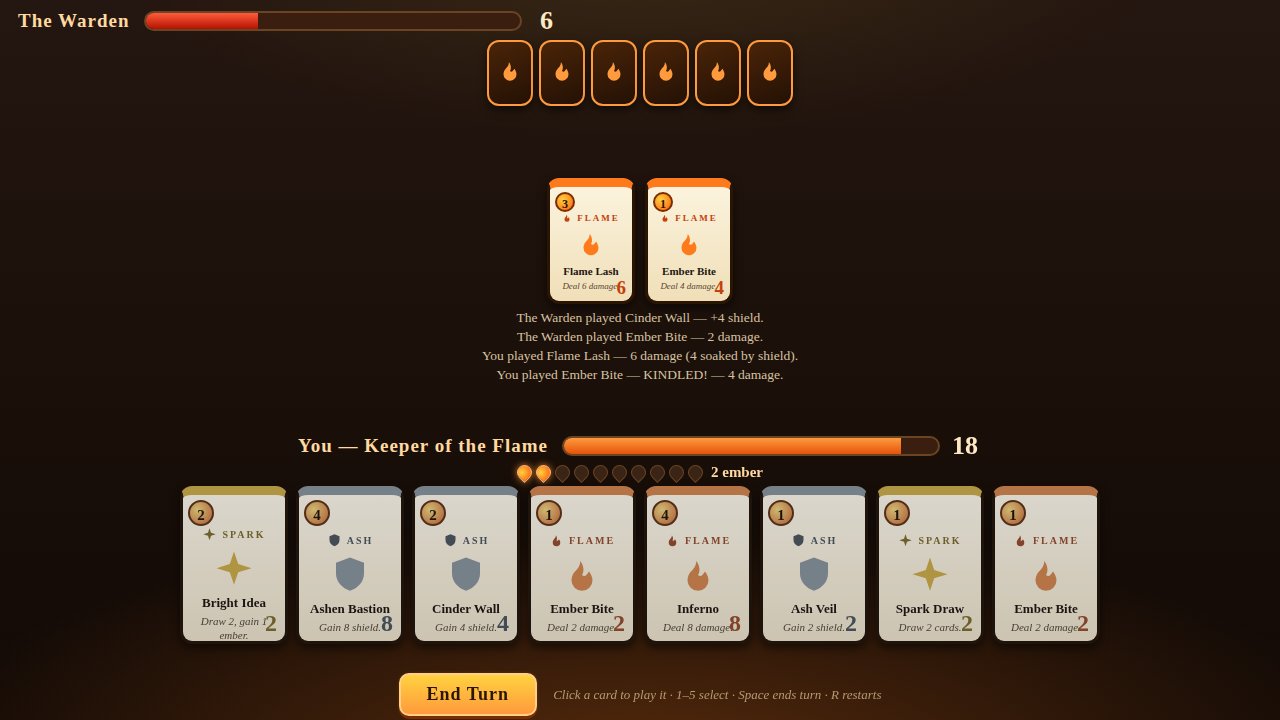 The Warden
6
3
FLAME
Flame Lash
Deal 6 damage
6
1
FLAME
Ember Bite
Deal 4 damage
4
The Warden played Cinder Wall — +4 shield.
The Warden played Ember Bite — 2 damage.
You played Flame Lash — 6 damage (4 soaked by shield).
You played Ember Bite — KINDLED! — 4 damage.
You — Keeper of the Flame
18
2 ember
2
SPARK
Bright Idea
Draw 2, gain 1
ember.
2
4
ASH
Ashen Bastion
Gain 8 shield.
8
2
ASH
Cinder Wall
Gain 4 shield.
4
1
FLAME
Ember Bite
Deal 2 damage
2
4
FLAME
Inferno
Deal 8 damage
8
1
ASH
Ash Veil
Gain 2 shield.
2
1
SPARK
Spark Draw
Draw 2 cards.
2
1
FLAME
Ember Bite
Deal 2 damage
2
End Turn
Click a card to play it · 1–5 select · Space ends turn · R restarts